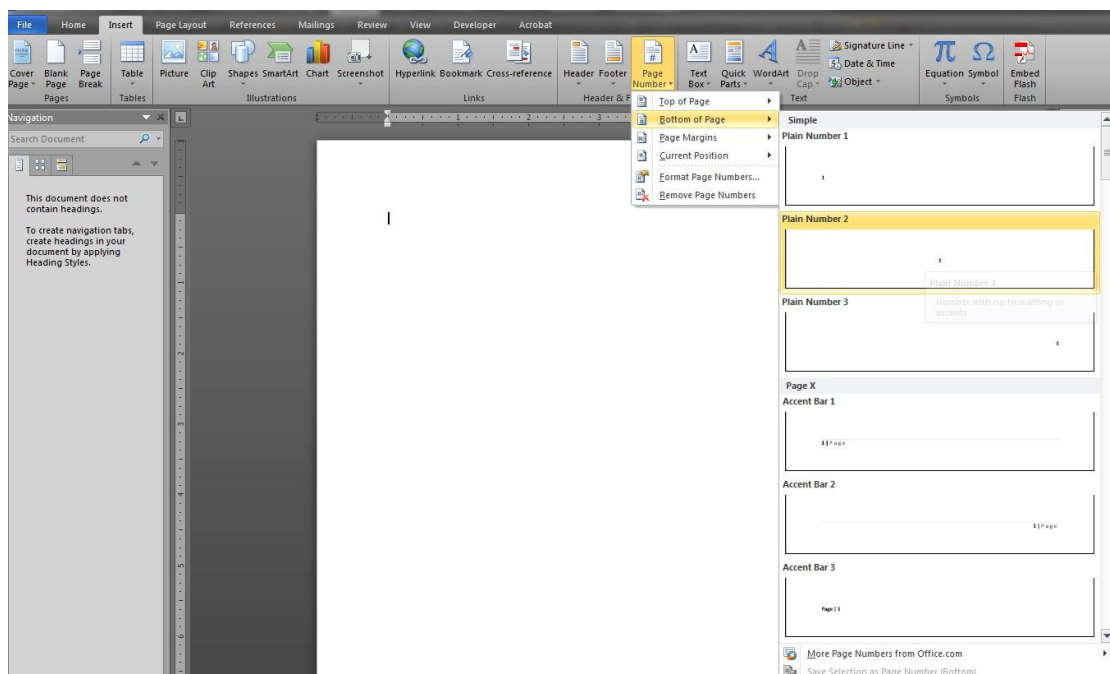 File Home Insert Page Layout References Mailings Review View Developer Acrobat
Cover Page Blank Page Page Break Table Picture Clip Art Shapes SmartArt Chart Screenshot Hyperlink Bookmark Cross-reference Header Footer Page Number Text Box Quick Parts WordArt Drop Cap Signature Line Date & Time Object Equation Symbol Embed Flash
Pages Tables Illustrations Links Header & F Text Symbols Flash
Navigation
Search Document
This document does not
contain headings.
To create navigation tabs,
create headings in your
document by applying
Heading Styles.
Top of Page
Bottom of Page
Page Margins
Current Position
Format Page Numbers...
Remove Page Numbers
Simple
Plain Number 1
1
Plain Number 2
1
Plain Number 2
Number with no formatting or
accents
Plain Number 3
1
Page X
Accent Bar 1
1 | Page
Accent Bar 2
1 | Page
Accent Bar 3
Page | 1
More Page Numbers from Office.com
Save Selection as Page Number (Bottom)